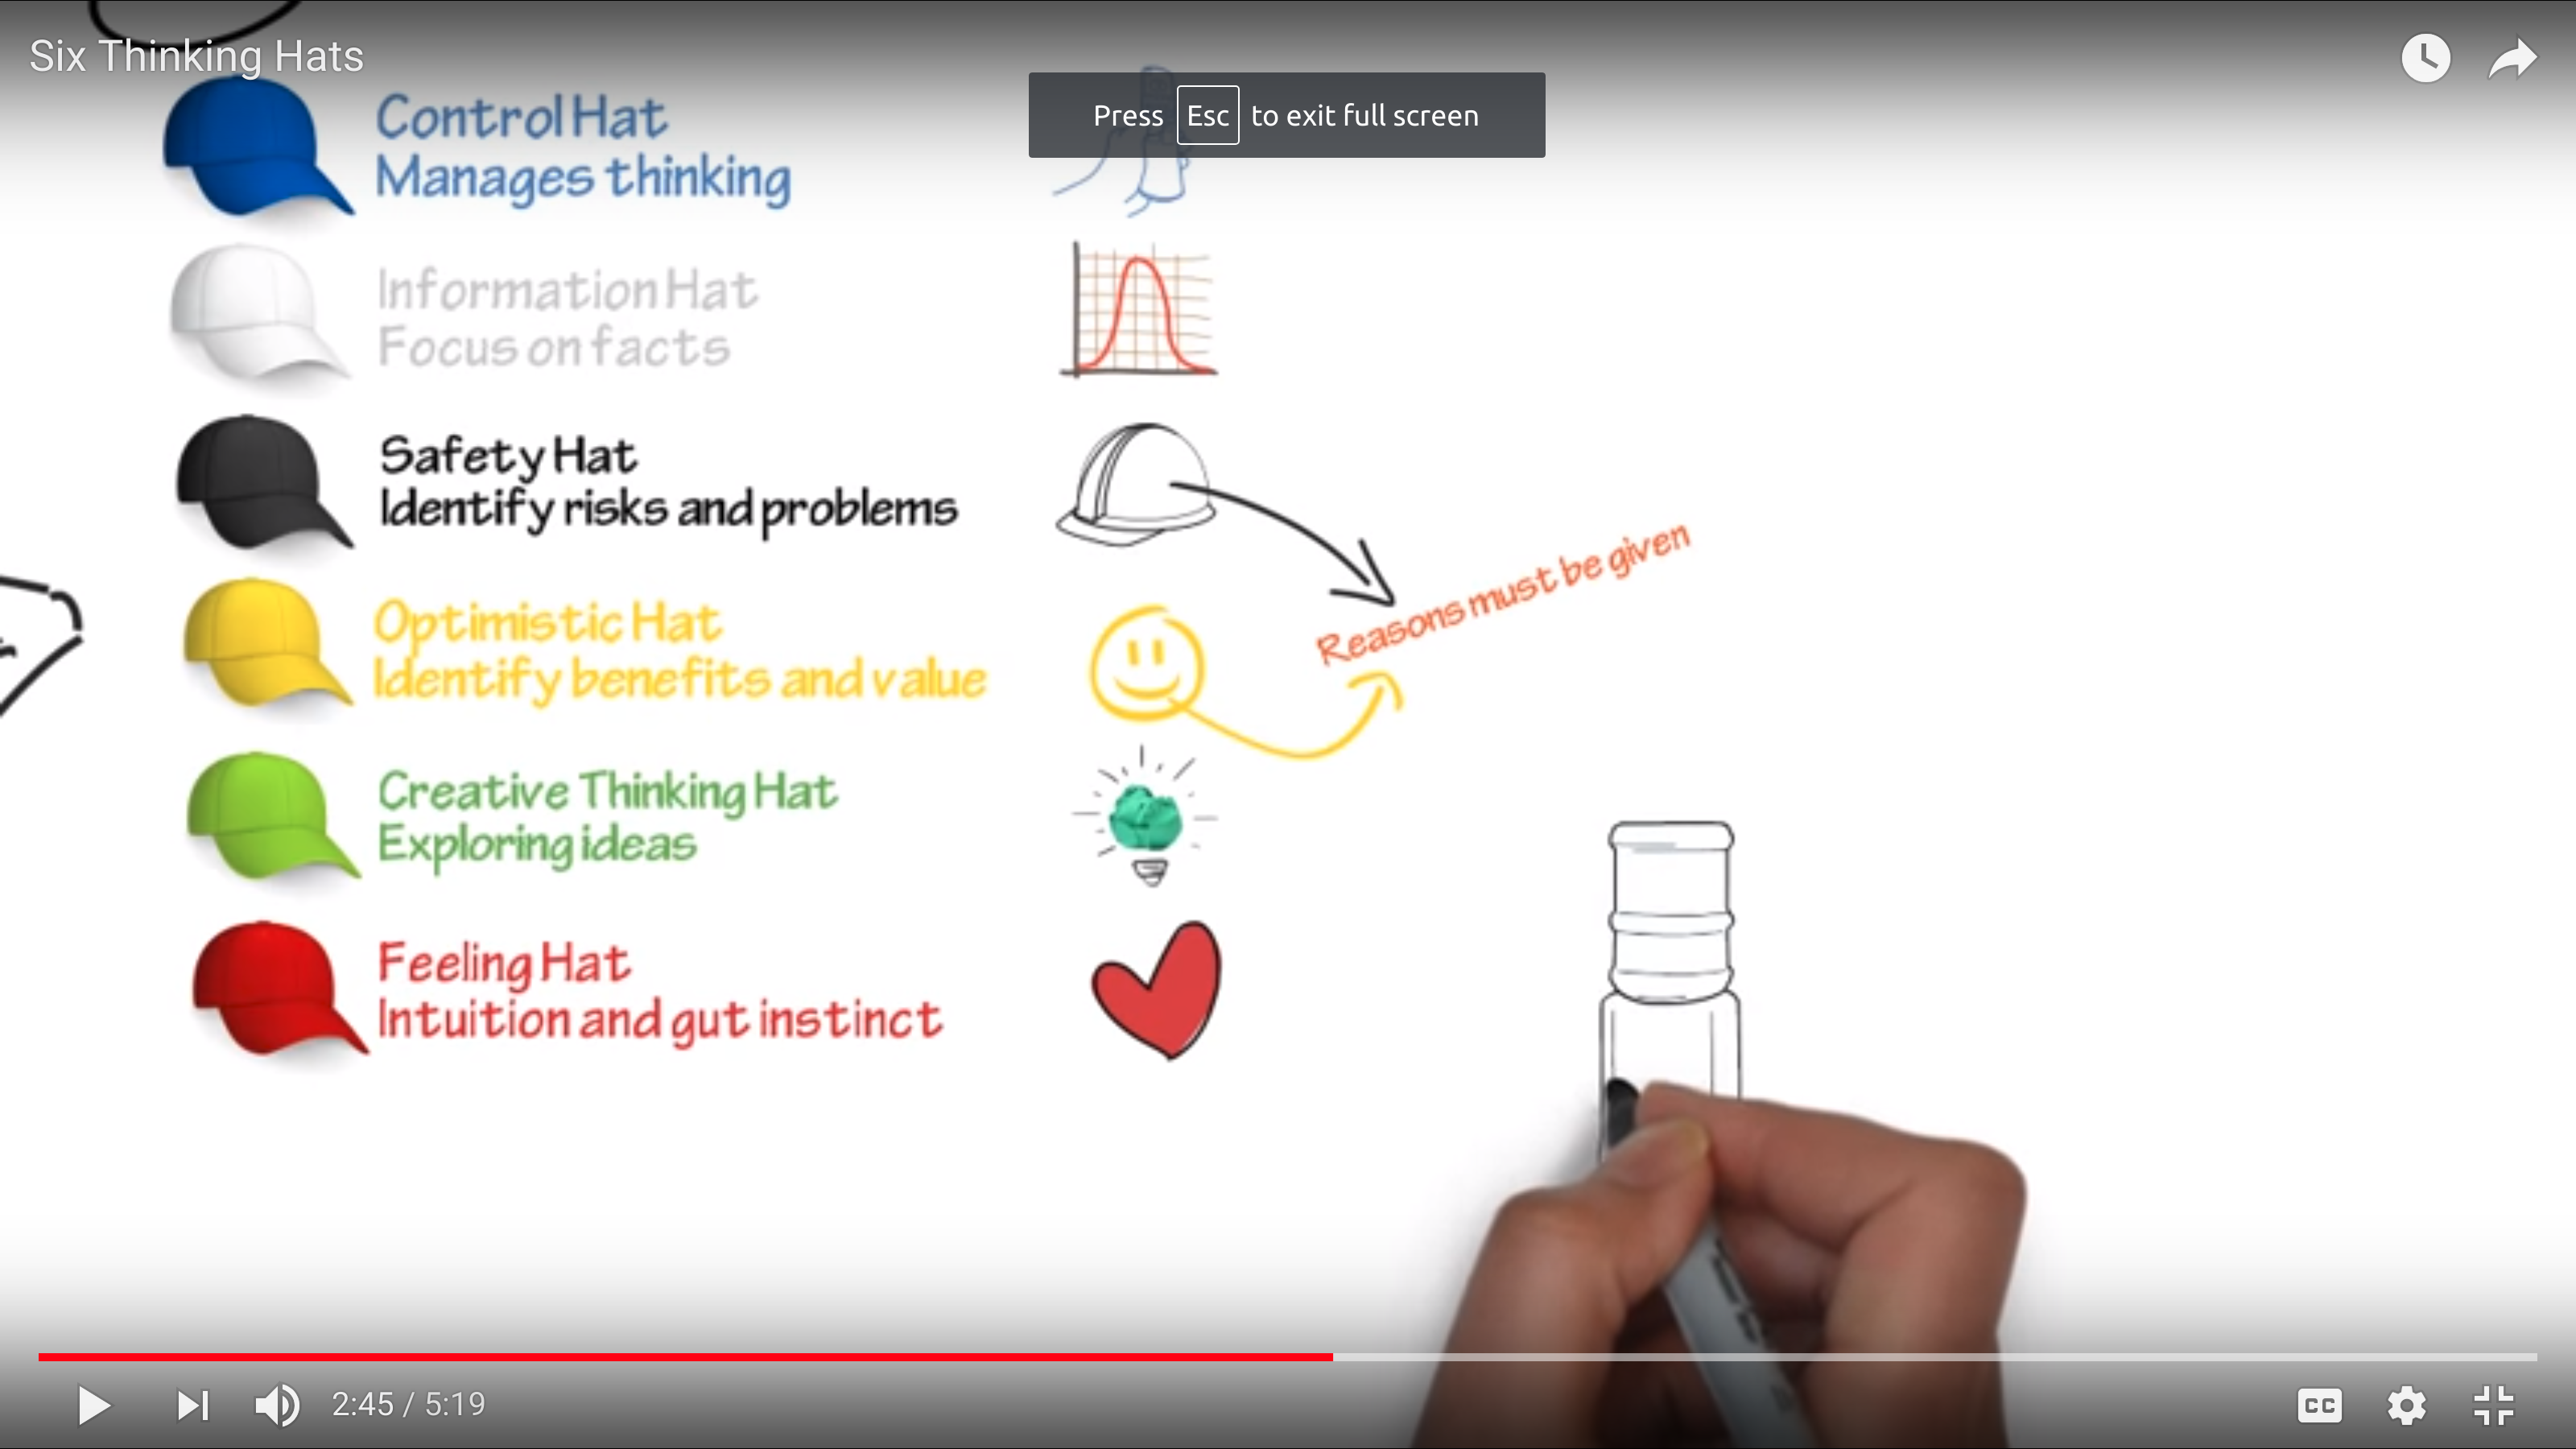 Six Thinking Hats
Press Esc to exit full screen
Control Hat
Manages thinking
Information Hat
Focus on facts
Safety Hat
Identify risks and problems
Reasons must be given
Optimistic Hat
Identify benefits and value
Creative Thinking Hat
Exploring ideas
Feeling Hat
Intuition and gut instinct
2:45 / 5:19
CC